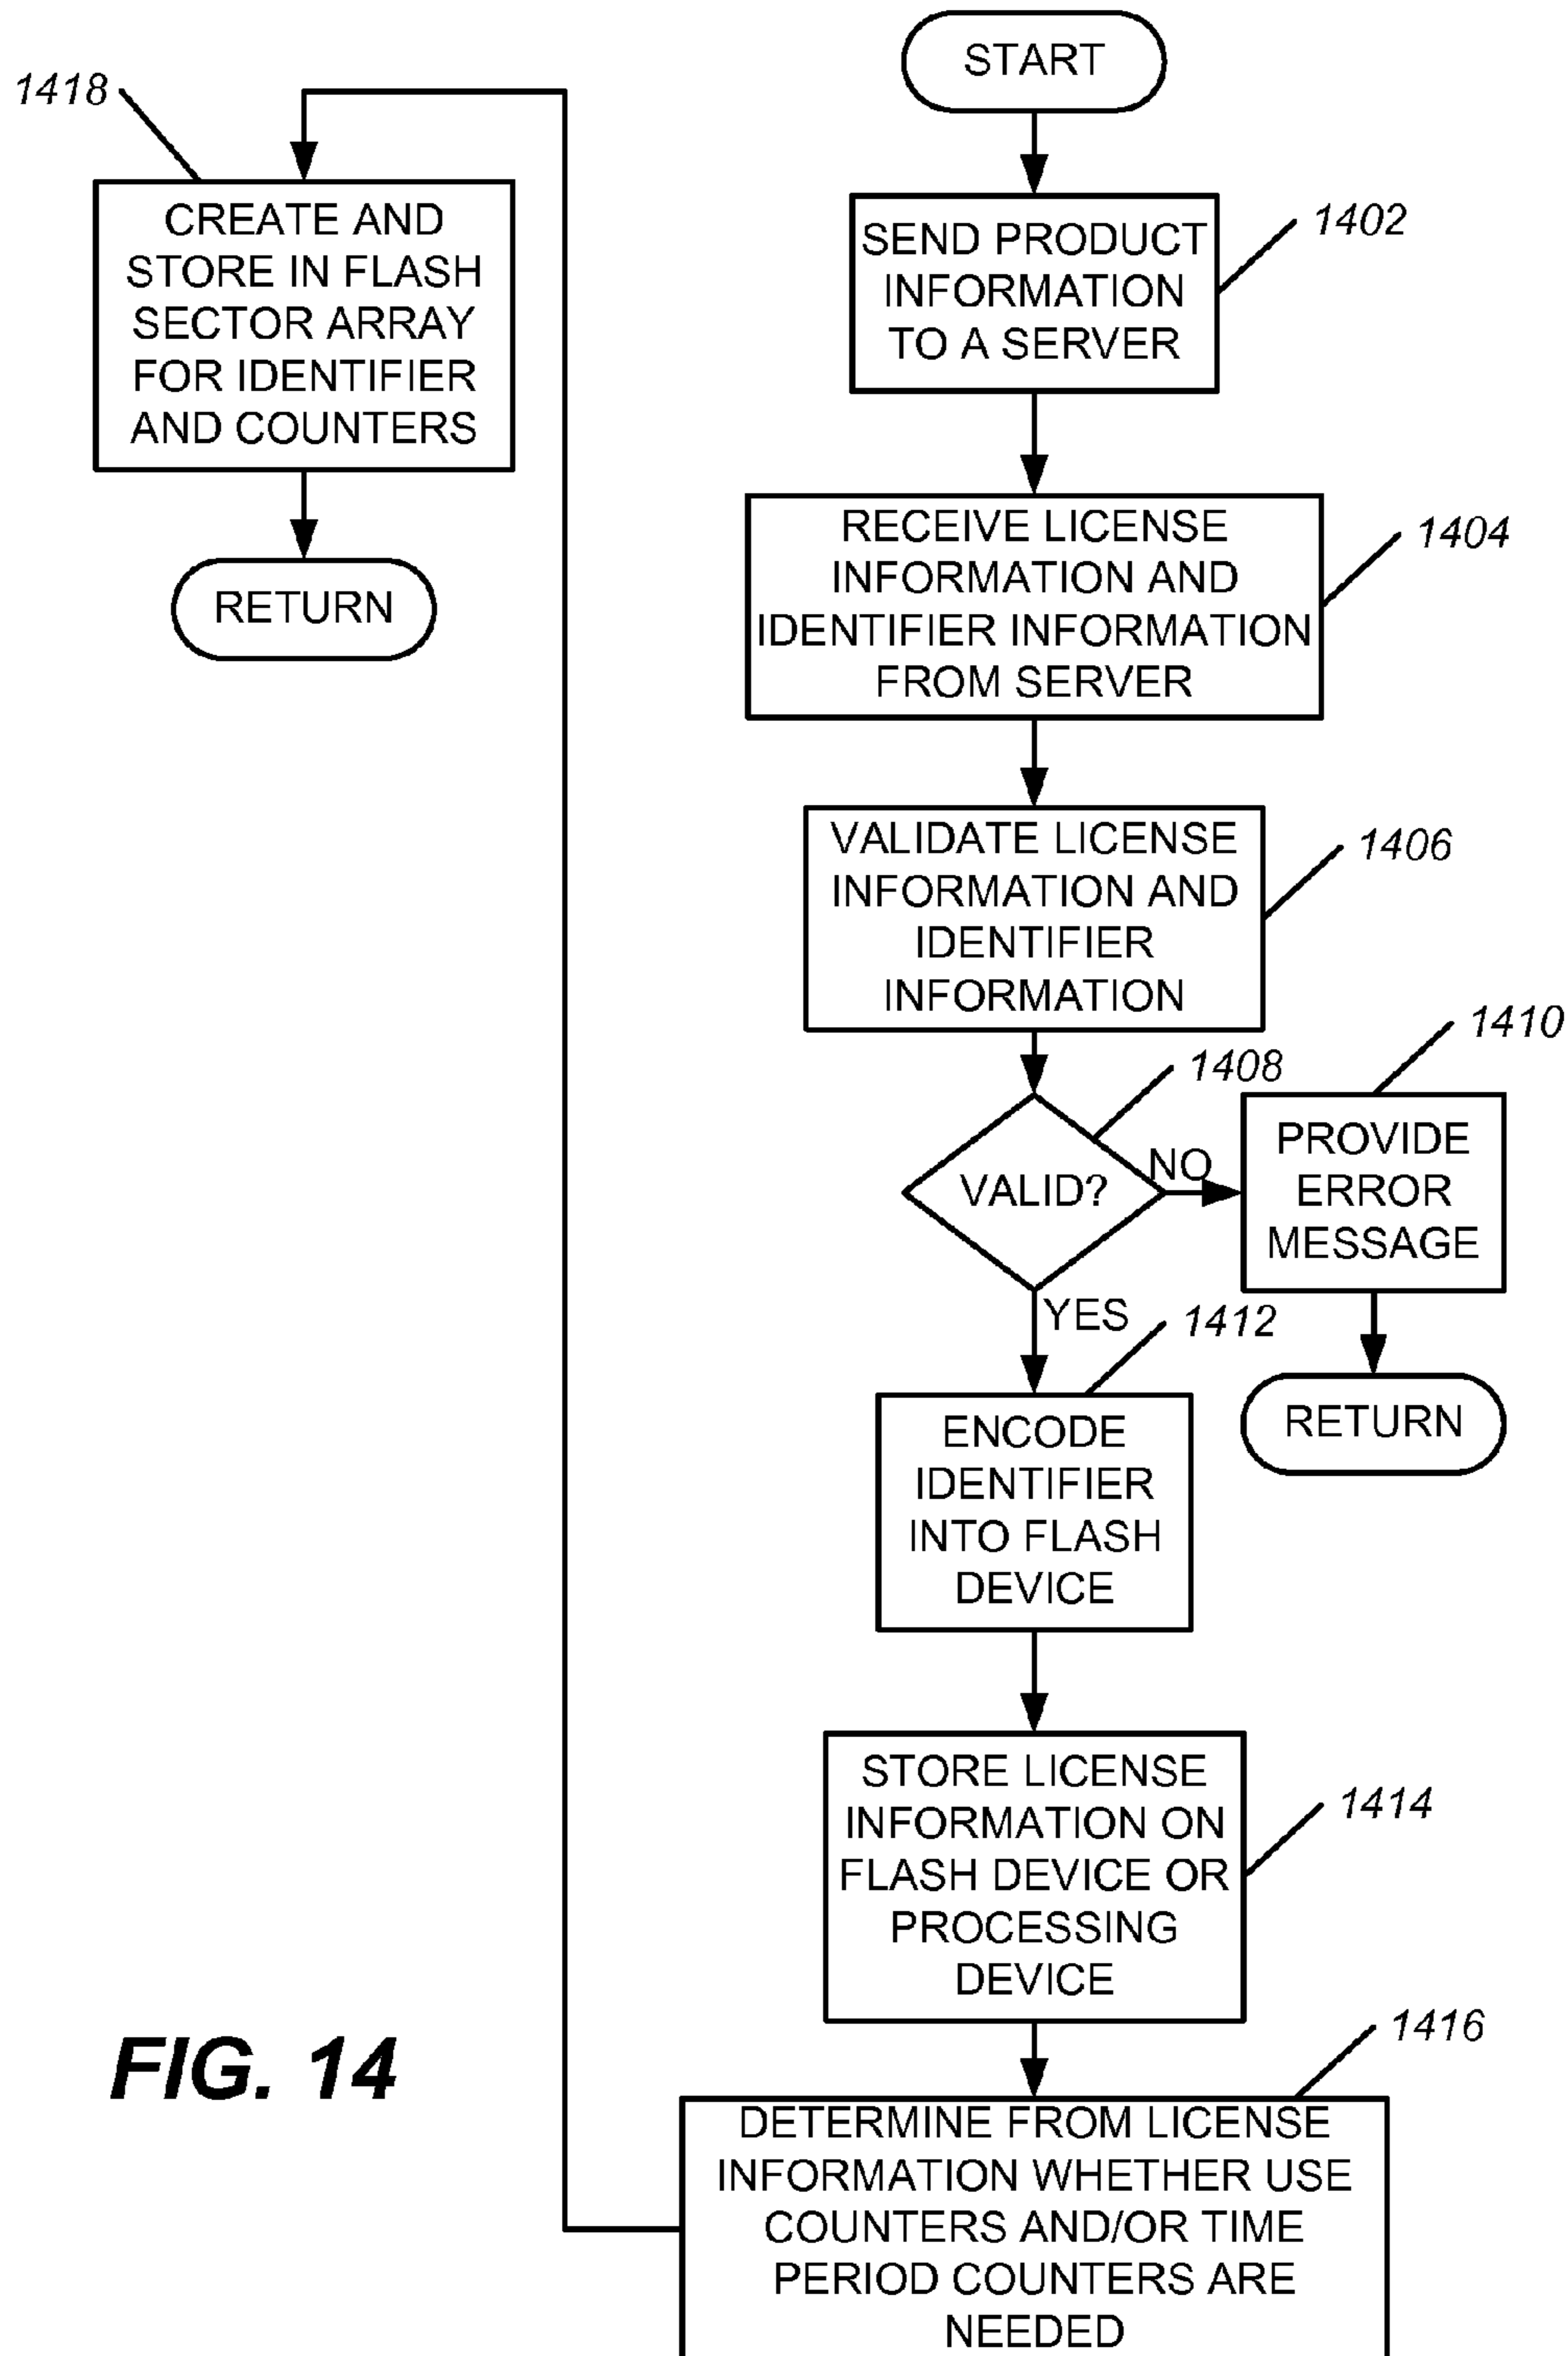 START
1402
SEND PRODUCT
INFORMATION
TO A SERVER
1404
RECEIVE LICENSE
INFORMATION AND
IDENTIFIER INFORMATION
FROM SERVER
1406
VALIDATE LICENSE
INFORMATION AND
IDENTIFIER
INFORMATION
1408
VALID?
NO
1410
PROVIDE
ERROR
MESSAGE
RETURN
YES
1412
ENCODE
IDENTIFIER
INTO FLASH
DEVICE
1414
STORE LICENSE
INFORMATION ON
FLASH DEVICE OR
PROCESSING
DEVICE
1416
DETERMINE FROM LICENSE
INFORMATION WHETHER USE
COUNTERS AND/OR TIME
PERIOD COUNTERS ARE
NEEDED
1418
CREATE AND
STORE IN FLASH
SECTOR ARRAY
FOR IDENTIFIER
AND COUNTERS
RETURN
FIG. 14